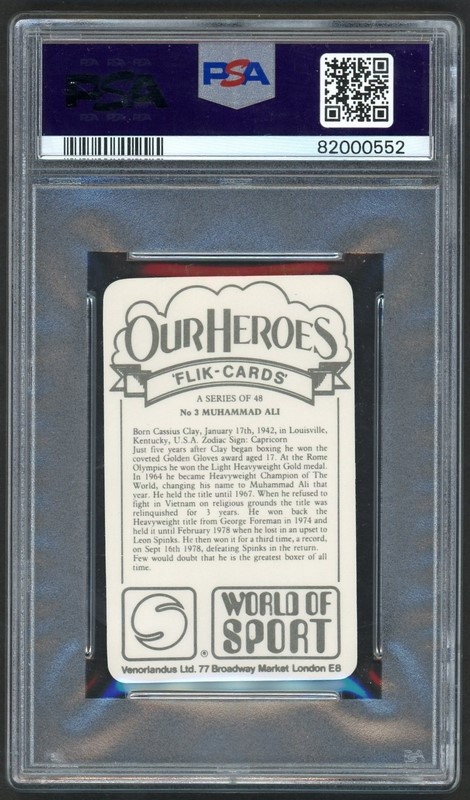 PSA
PSA
82000552
OUR HEROES
'FLIK-CARDS'
A SERIES OF 48
No 3 MUHAMMAD ALI
Born Cassius Clay, January 17th, 1942, in Louisville,
Kentucky, U.S.A. Zodiac Sign: Capricorn
Just five years after Clay began boxing he won the
coveted Golden Gloves award aged 17. At the Rome
Olympics he won the Light Heavyweight Gold medal.
In 1964 he became Heavyweight Champion of The
World, changing his name to Muhammad Ali that
year. He held the title until 1967. When he refused to
fight in Vietnam on religious grounds the title was
relinquished for 3 years. He won back the
Heavyweight title from George Foreman in 1974 and
held it until February 1978 when he lost in an upset to
Leon Spinks. He then won it for a third time, a record,
on Sept 16th 1978, defeating Spinks in the return.
Few would doubt that he is the greatest boxer of all
time.
® WORLD OF
SPORT
Venorlandus Ltd. 77 Broadway Market London E8